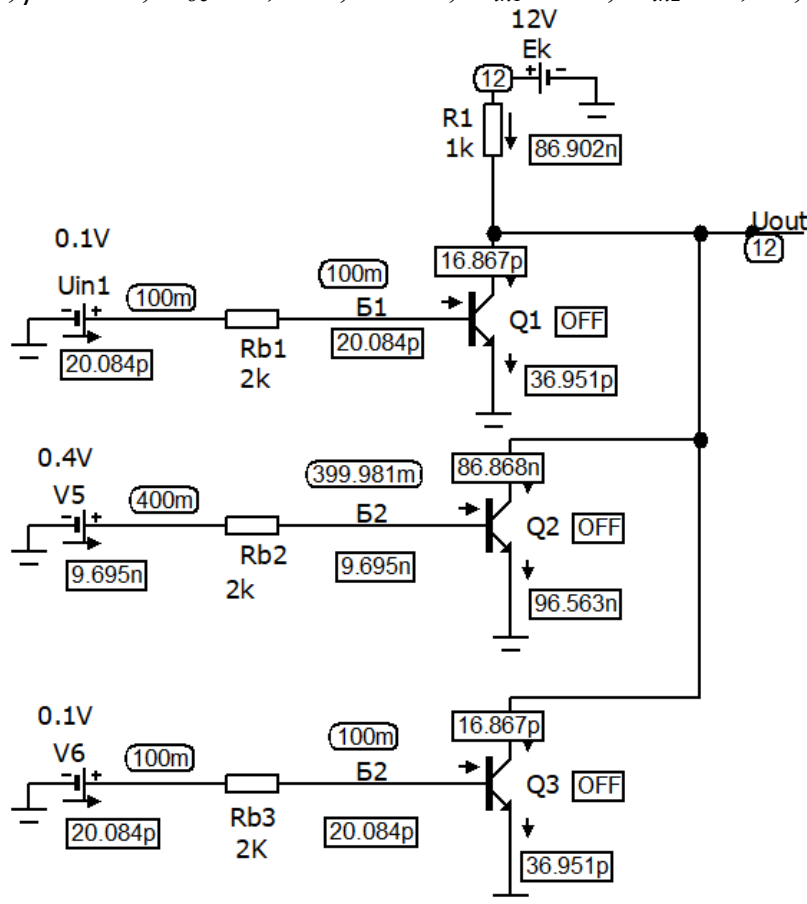 12V
Ek
+
-
12
R1
1k
86.902n
Uout
12
0.1V
Uin1
100m
100m
16.867p
- +
Б1
Q1 OFF
20.084p
Rb1
2k
20.084p
36.951p
0.4V
V5
400m
399.981m
86.868n
- +
Б2
Q2 OFF
9.695n
Rb2
2k
9.695n
96.563n
0.1V
V6
100m
100m
16.867p
- +
Б2
Q3 OFF
20.084p
Rb3
2K
20.084p
36.951p